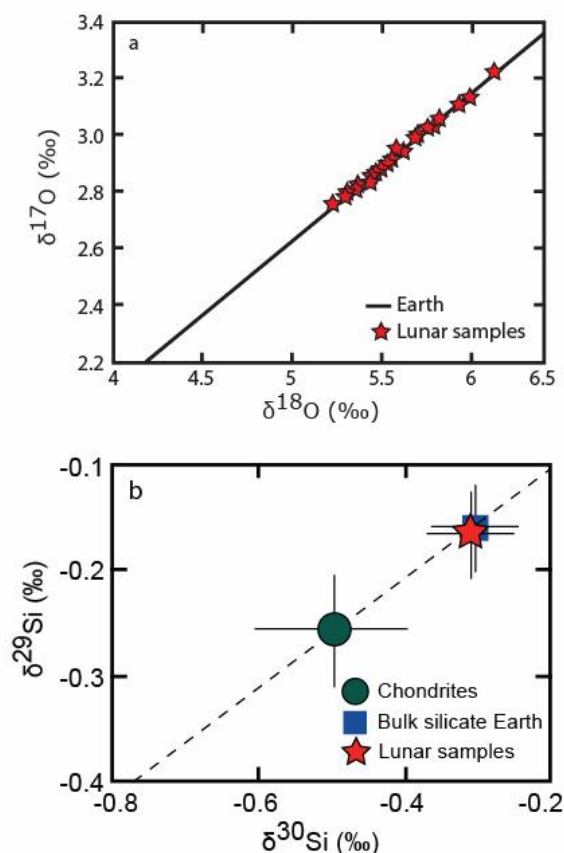 a
3.4
3.2
3.0
2.8
2.6
2.4
2.2
δ17O (‰)
Earth
Lunar samples
4
4.5
5
5.5
6
6.5
δ18O (‰)
b
-0.1
-0.2
-0.3
-0.4
δ29Si (‰)
Chondrites
Bulk silicate Earth
Lunar samples
-0.8
-0.6
-0.4
-0.2
δ30Si (‰)